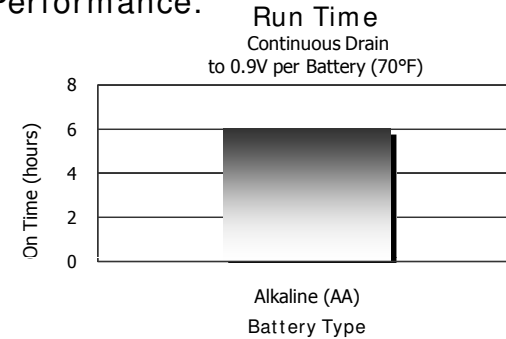 Performance:
Run Time
Continuous Drain
to 0.9V per Battery (70°F)
8
6
4
2
0
On Time (hours)
Alkaline (AA)
Battery Type